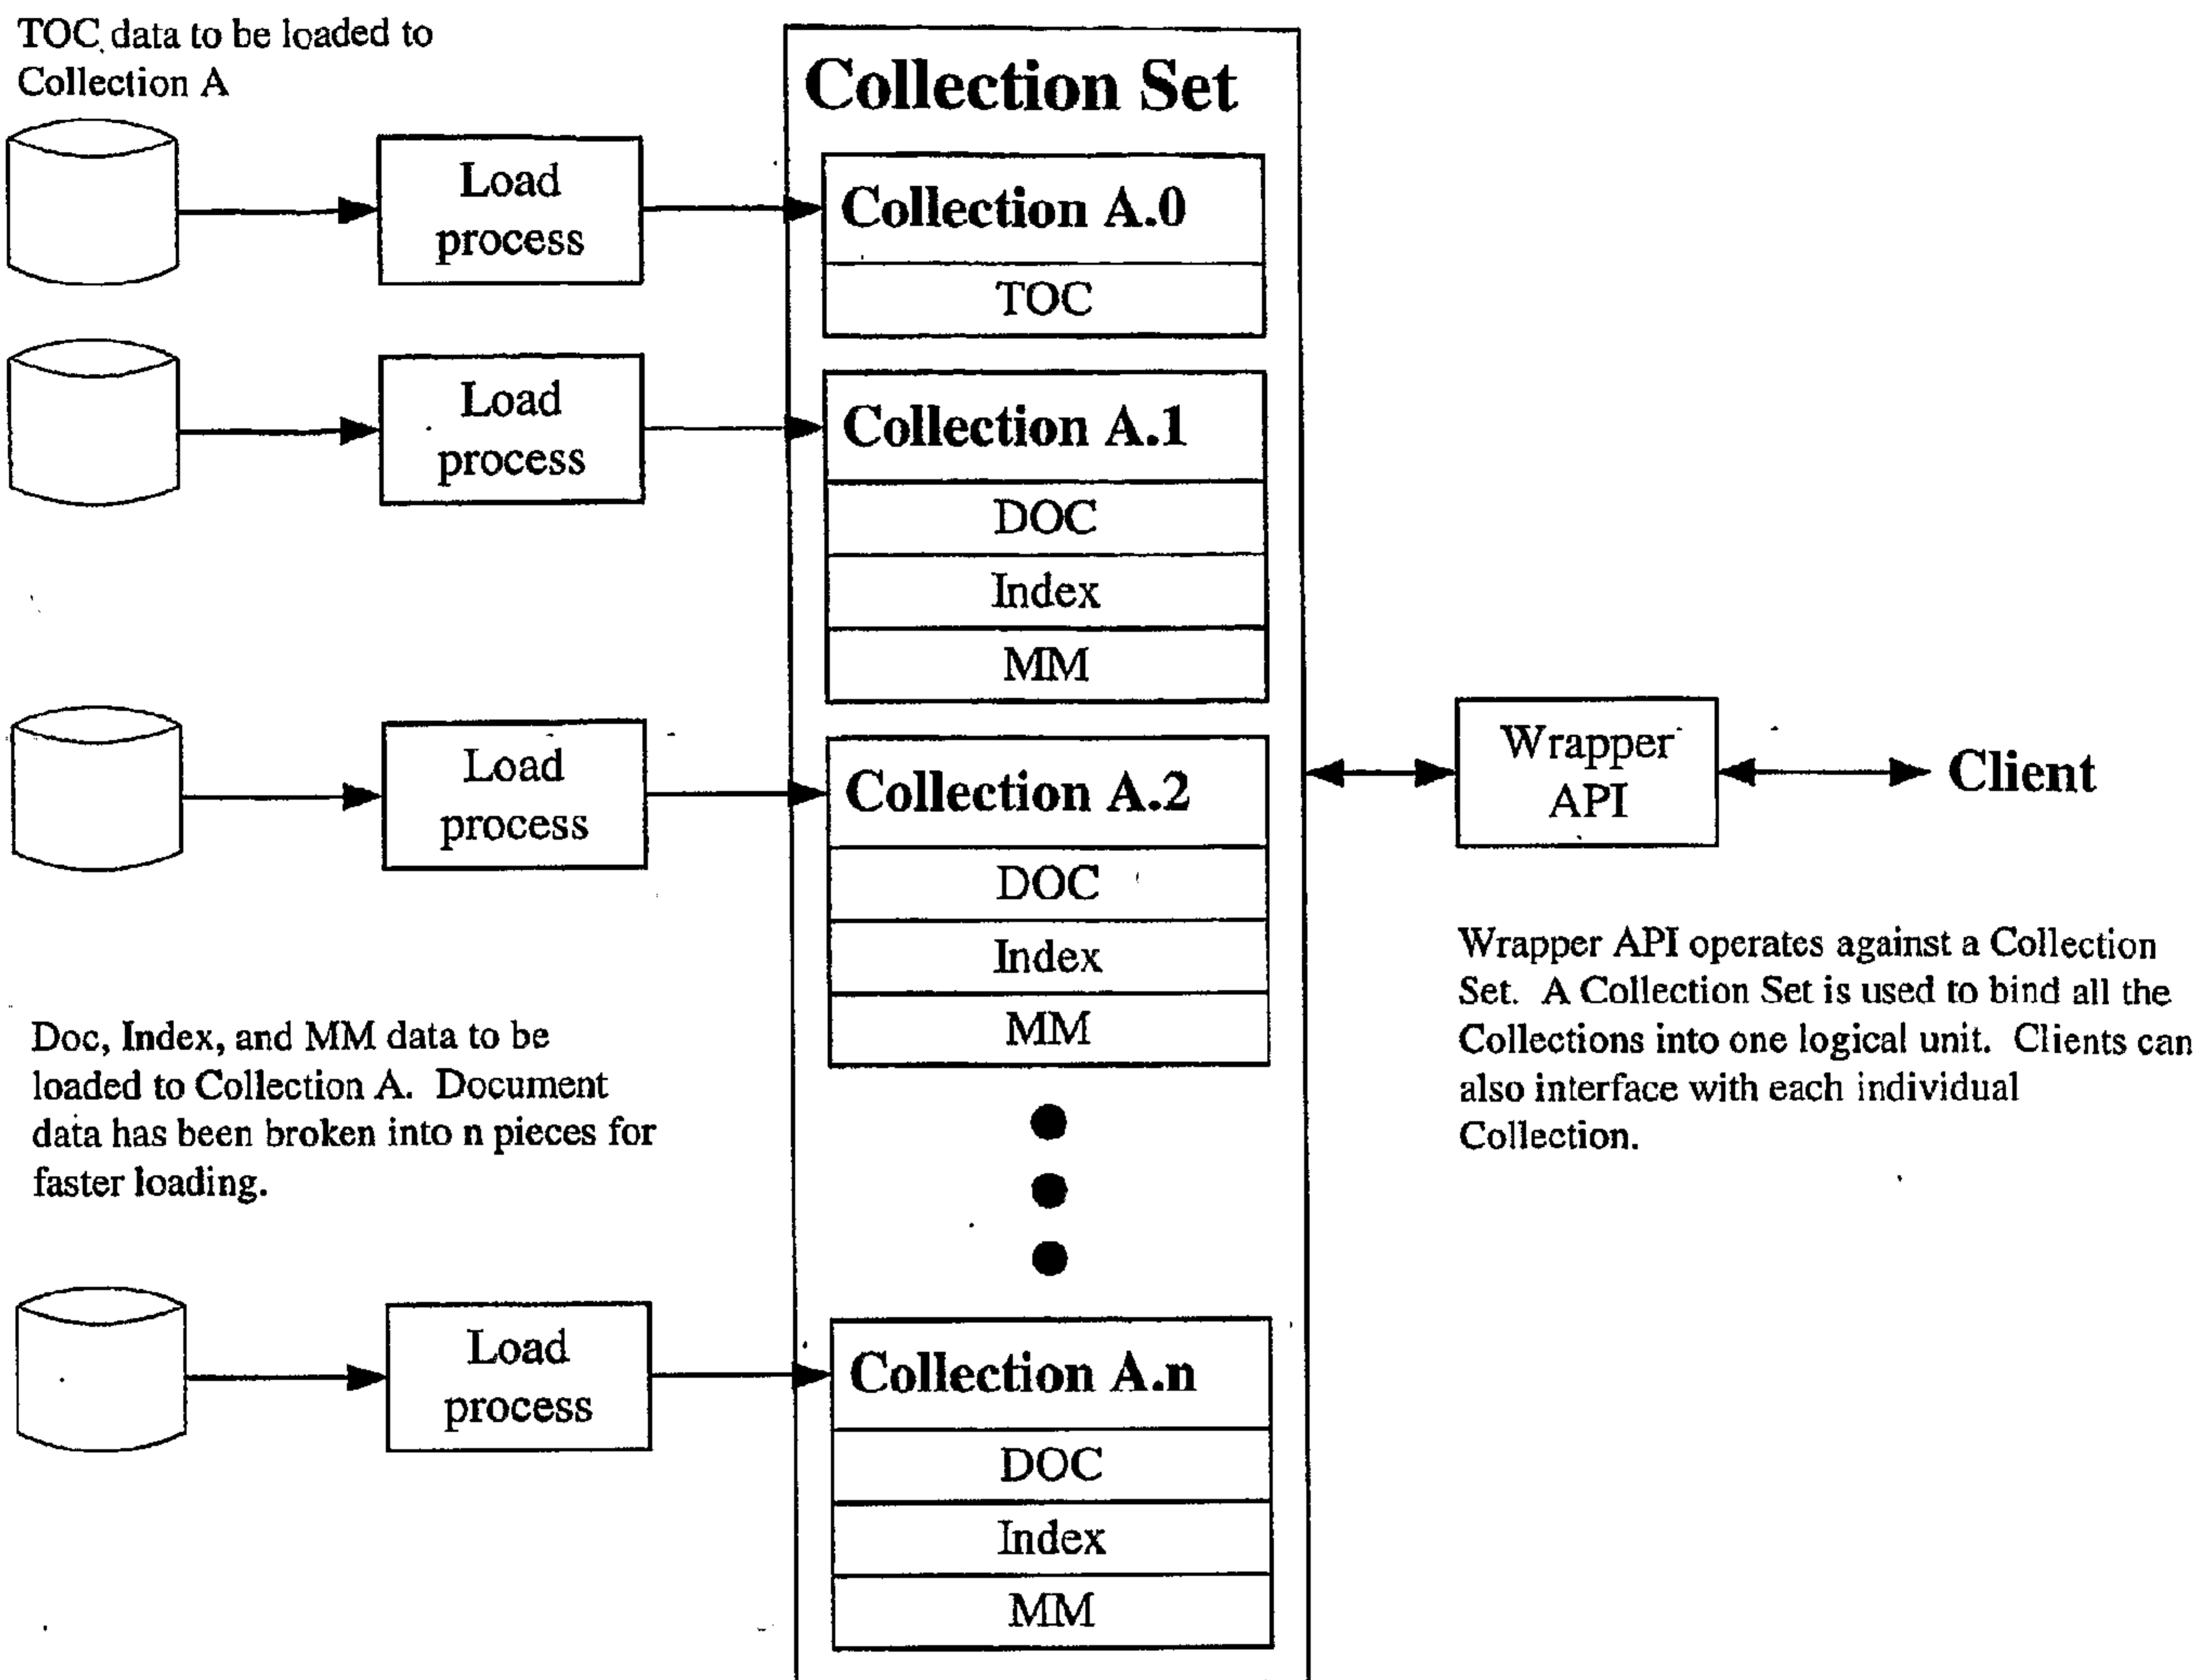 TOC data to be loaded to
Collection A
Collection Set
Load
process
Collection A.0
TOC
Load
process
Collection A.1
DOC
Index
MM
Load
process
Collection A.2
DOC
Index
MM
Wrapper
API
Client
Wrapper API operates against a Collection
Set. A Collection Set is used to bind all the
Collections into one logical unit. Clients can
also interface with each individual
Collection.
Doc, Index, and MM data to be
loaded to Collection A. Document
data has been broken into n pieces for
faster loading.
Load
process
Collection A.n
DOC
Index
MM